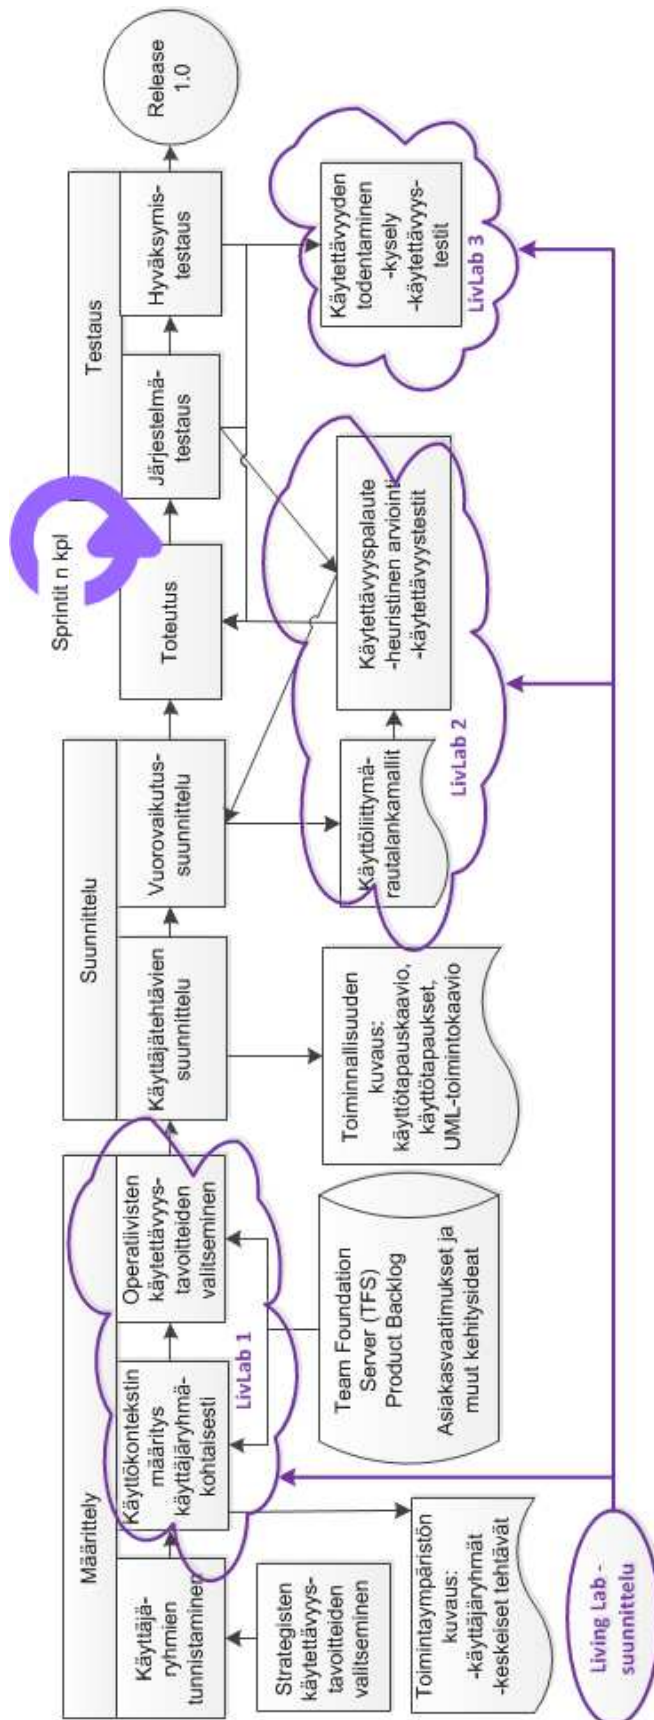 Määrittely
Käyttäjä-
ryhmien
tunnistaminen
Käyttökontekstin
määritys
käyttäjäryhmä-
kohtaisesti
Operatiivisten
käytettävyys-
tavoitteiden
valitseminen
LivLab 1
Strategisten
käytettävyys-
tavoitteiden
valitseminen
Toimintaympäristön
kuvaus:
-käyttäjäryhmät
-keskeiset tehtävät
Team Foundation
Server (TFS)
Product Backlog
Asiakasvaatimukset ja
muut kehitysideat
Suunnittelu
Käyttäjätehtävien
suunnittelu
Vuorovaikutus-
suunnittelu
Toiminnallisuuden
kuvaus:
käyttötapauskaavio,
käyttötapaukset,
UML-toimintokaavio
Sprintit n kpl
Toteutus
Käyttöliittymä-
rautalankamallit
Käytettävyyspalaute
-heuristinen arviointi
-käytettävyystestit
LivLab 2
Testaus
Järjestelmä-
testaus
Hyväksymis-
testaus
Release
1.0
Käytettävyyden
todentaminen
-kysely
-käytettävyys-
testit
LivLab 3
Living Lab -
suunnittelu